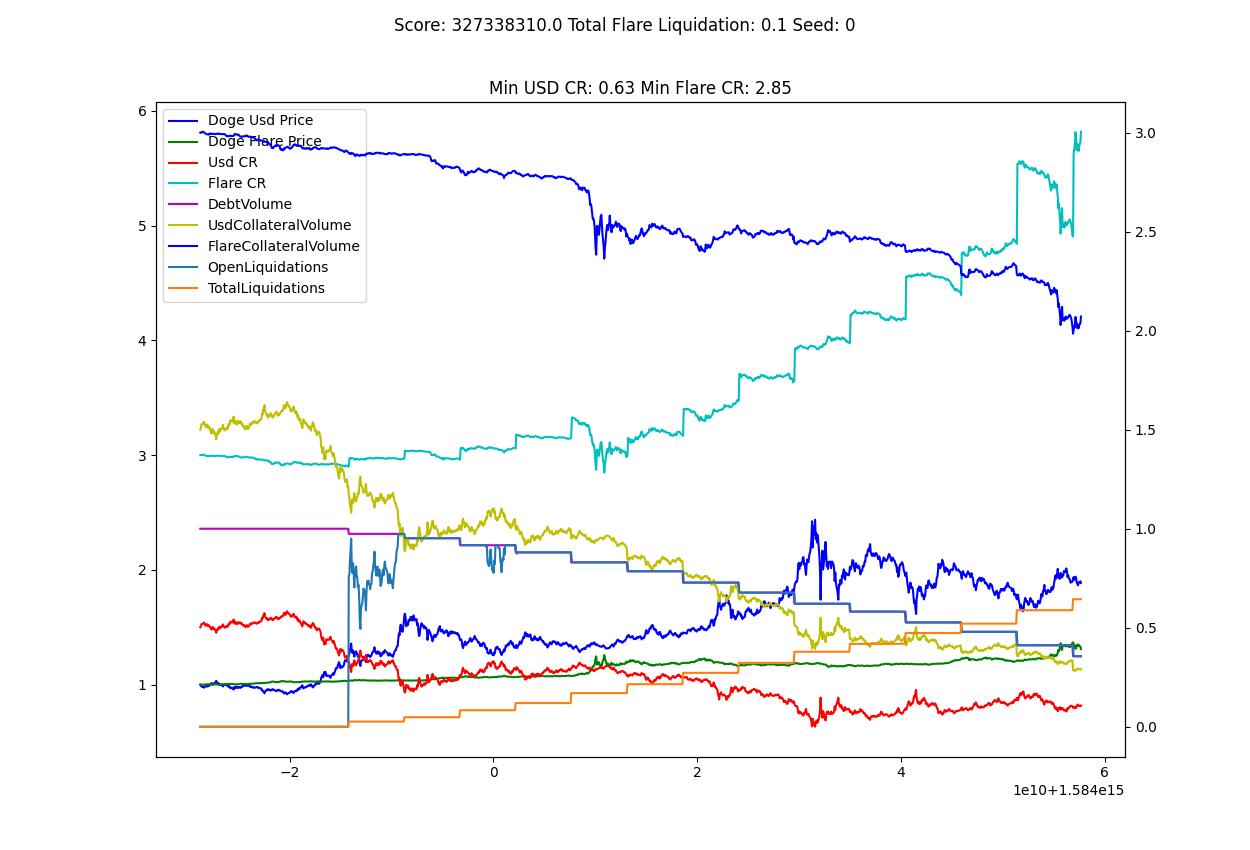 Score: 327338310.0 Total Flare Liquidation: 0.1 Seed: 0
Min USD CR: 0.63 Min Flare CR: 2.85
6
5
4
3
2
1
Doge Usd Price
Doge Flare Price
Usd CR
Flare CR
DebtVolume
UsdCollateralVolume
FlareCollateralVolume
OpenLiquidations
TotalLiquidations
3.0
2.5
2.0
1.5
1.0
0.5
0.0
−2 0 2 4 6
1e10+1.584e15